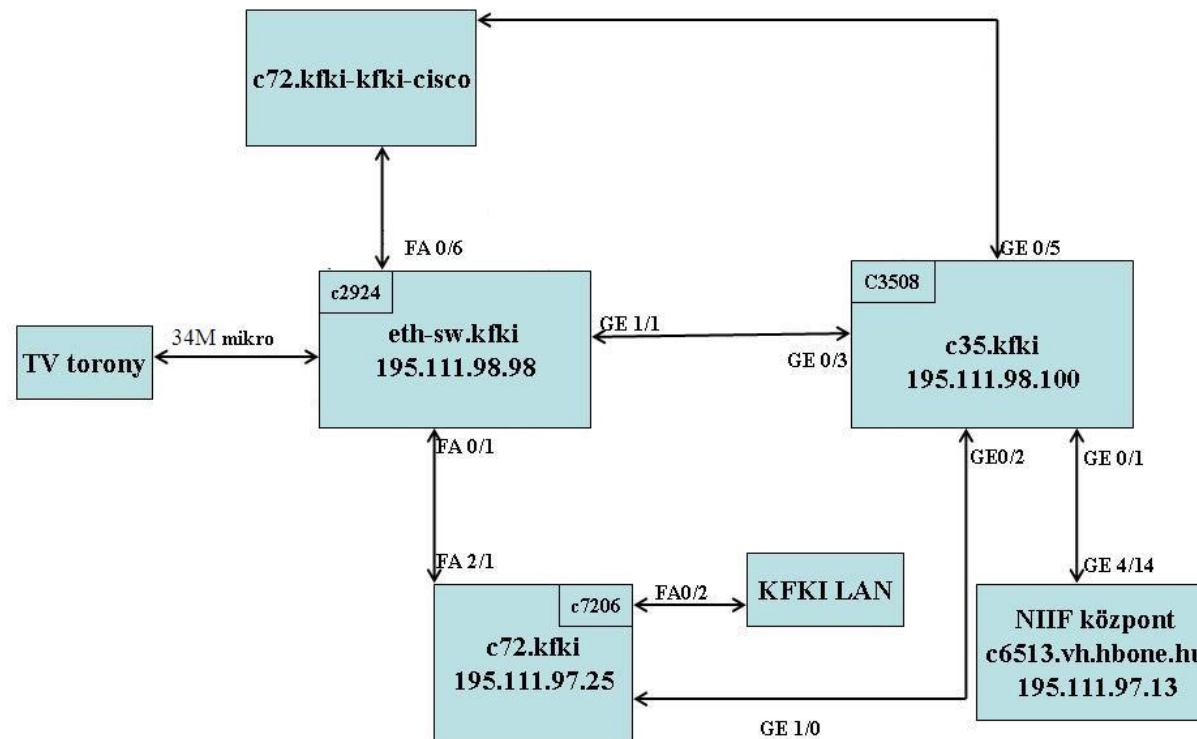 c72.kfki-kfki-cisco
FA 0/6
GE 0/5
c2924
eth-sw.kfki
195.111.98.98
C3508
c35.kfki
195.111.98.100
TV torony
34M mikro
GE 1/1
GE 0/3
FA 0/1
GE0/2
GE 0/1
FA 2/1
GE 4/14
c7206
c72.kfki
195.111.97.25
FA0/2
KFKI LAN
NIIF központ
c6513.vh.hbone.hu
195.111.97.13
GE 1/0